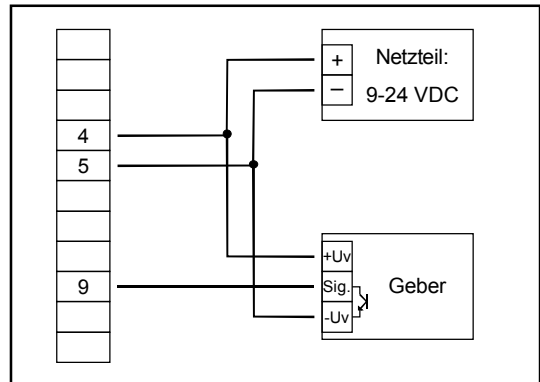 4
5
9
+
−
Netzteil:
9-24 VDC
+Uv
Sig.
-Uv
Geber